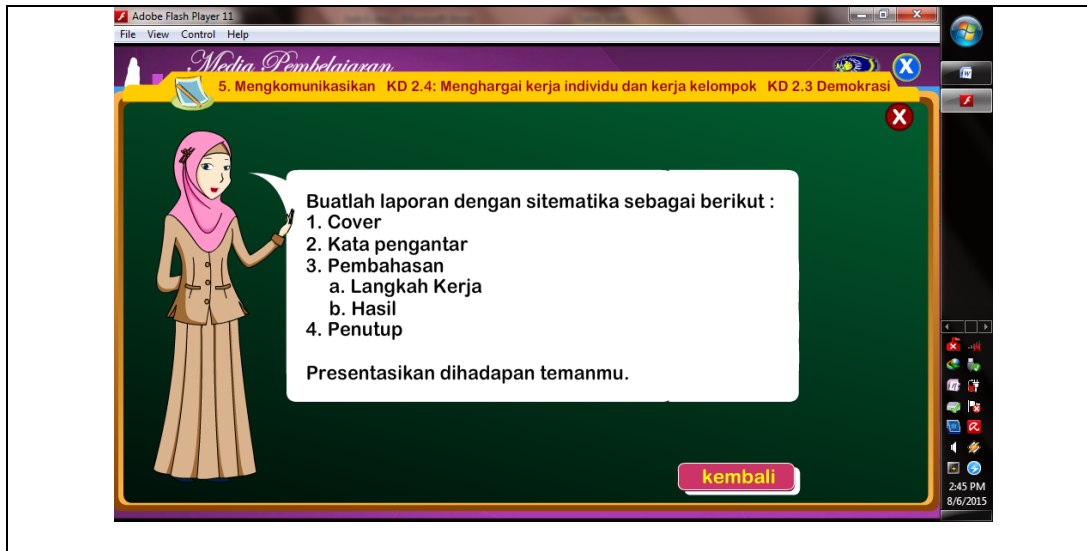 Adobe Flash Player 11
File View Control Help
Media Pembelajaran
X
5. Mengkomunikasikan KD 2.4: Menghargai kerja individu dan kerja kelompok KD 2.3 Demokrasi
X
Buatlah laporan dengan sitematika sebagai berikut :
1. Cover
2. Kata pengantar
3. Pembahasan
a. Langkah Kerja
b. Hasil
4. Penutup
Presentasikan dihadapan temanmu.
kembali
2:45 PM
8/6/2015